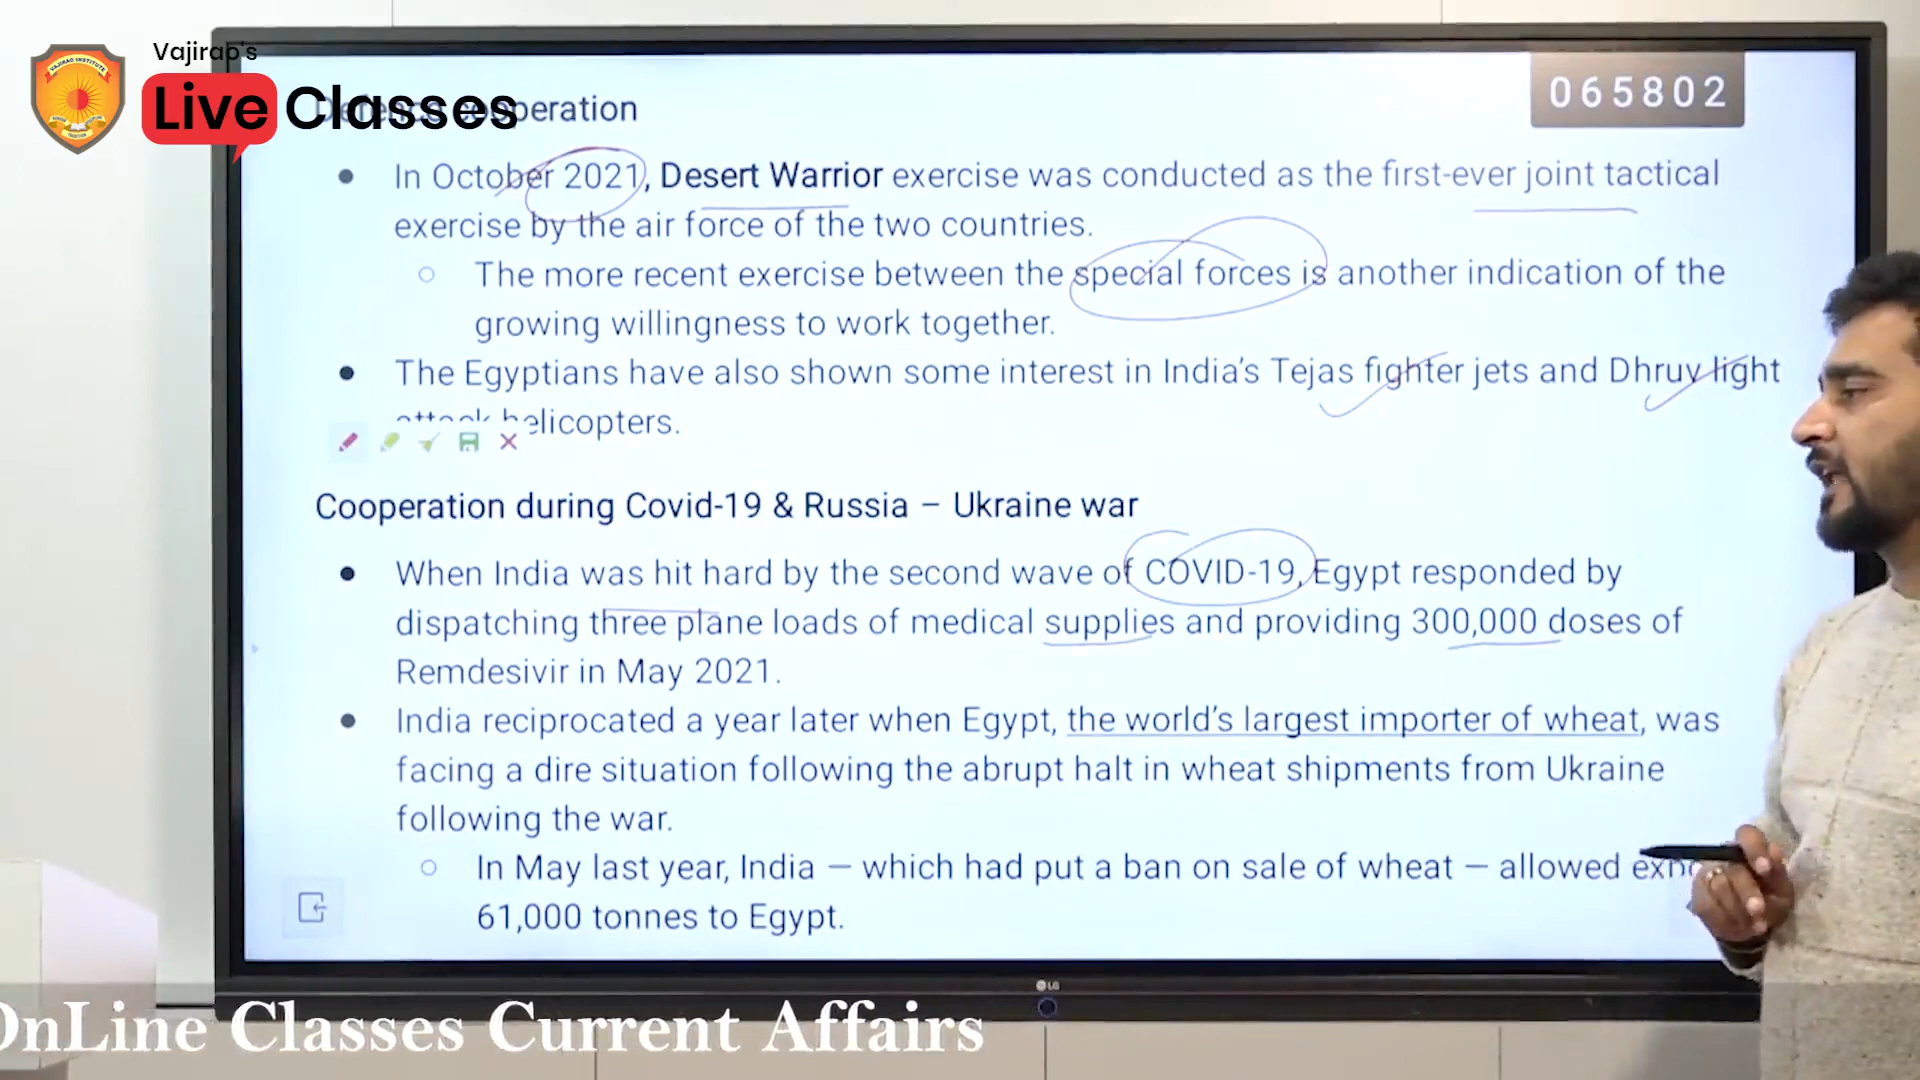 Vajirao's
Live Classes
VAJIRAO INSTITUTE
065802
Defence cooperation
In October 2021, Desert Warrior exercise was conducted as the first-ever joint tactical
exercise by the air force of the two countries.
The more recent exercise between the special forces is another indication of the
growing willingness to work together.
The Egyptians have also shown some interest in India's Tejas fighter jets and Dhruv light
attack helicopters.
Cooperation during Covid-19 & Russia – Ukraine war
When India was hit hard by the second wave of COVID-19, Egypt responded by
dispatching three plane loads of medical supplies and providing 300,000 doses of
Remdesivir in May 2021.
India reciprocated a year later when Egypt, the world's largest importer of wheat, was
facing a dire situation following the abrupt halt in wheat shipments from Ukraine
following the war.
In May last year, India — which had put a ban on sale of wheat — allowed
61,000 tonnes to Egypt.
LG
OnLine Classes Current Affairs